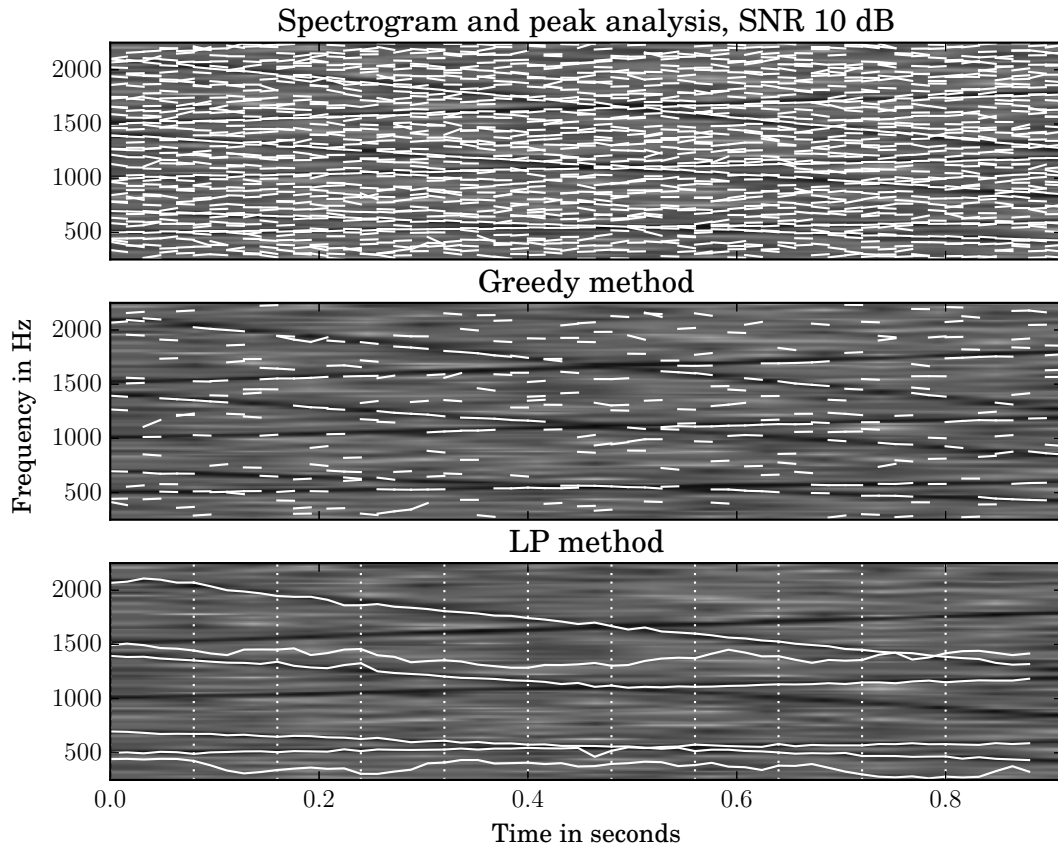 Spectrogram and peak analysis, SNR 10 dB
2000
1500
1000
500
Greedy method
2000
1500
1000
500
Frequency in Hz
LP method
2000
1500
1000
500
0.0 0.2 0.4 0.6 0.8
Time in seconds